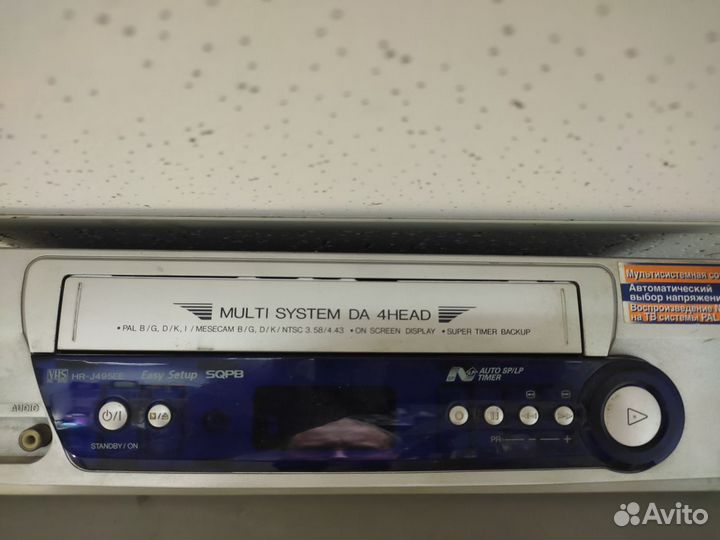 MULTI SYSTEM DA 4HEAD
• PAL B/G, D/K, I / MESECAM B/G, D/K/ NTSC 3.58/4.43 • ON SCREEN DISPLAY • SUPER TIMER BACKUP
Мультисистемная
Автоматический
выбор
Воспроизведение
на ТВ системы PAL
VHS HR-J495EE Easy Setup SQPB
AUTO SP/LP
TIMER
AUDIO
STANDBY/ON
PR - +
Avito